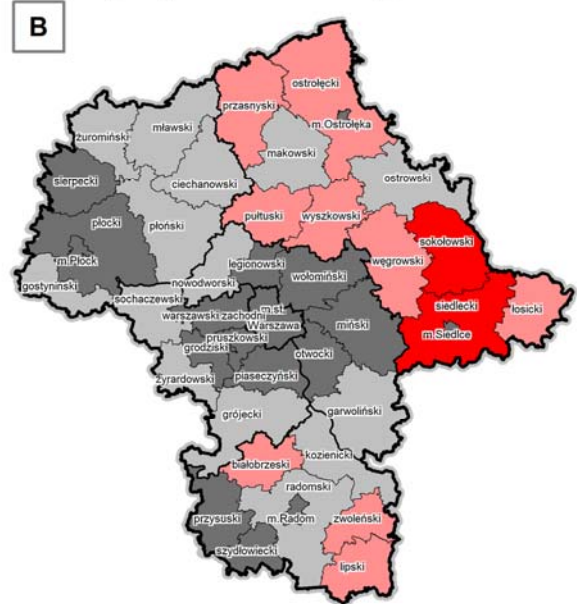 B
ostrołęcki
przasnyski
m.Ostrołęka
mławski
żuromiński
makowski
sierpecki
ciechanowski
ostrowski
płocki
płoński
pułtuski
wyszkowski
sokołowski
m.Płock
legionowski
węgrowski
gostyniński
nowodworski
wołomiński
sochaczewski
siedlecki
łosicki
m.st.
Warszawa
warszawski zachodni
miński
m.Siedlce
pruszkowski
grodziski
otwocki
żyrardowski
piaseczyński
grójecki
garwoliński
kozienicki
białobrzeski
radomski
przysuski
m.Radom
zwoleński
szydłowiecki
lipski